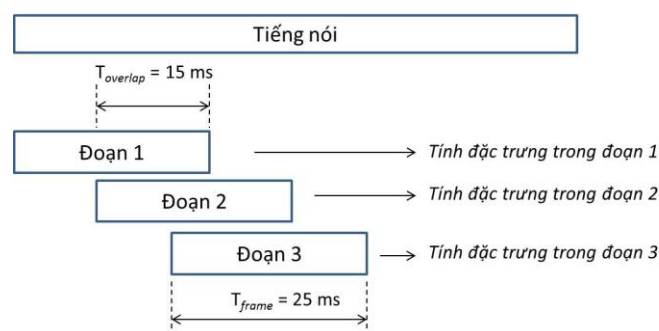 Tiếng nói
Toverlap = 15 ms
Đoạn 1
Tính đặc trưng trong đoạn 1
Đoạn 2
Tính đặc trưng trong đoạn 2
Đoạn 3
Tính đặc trưng trong đoạn 3
Tframe = 25 ms